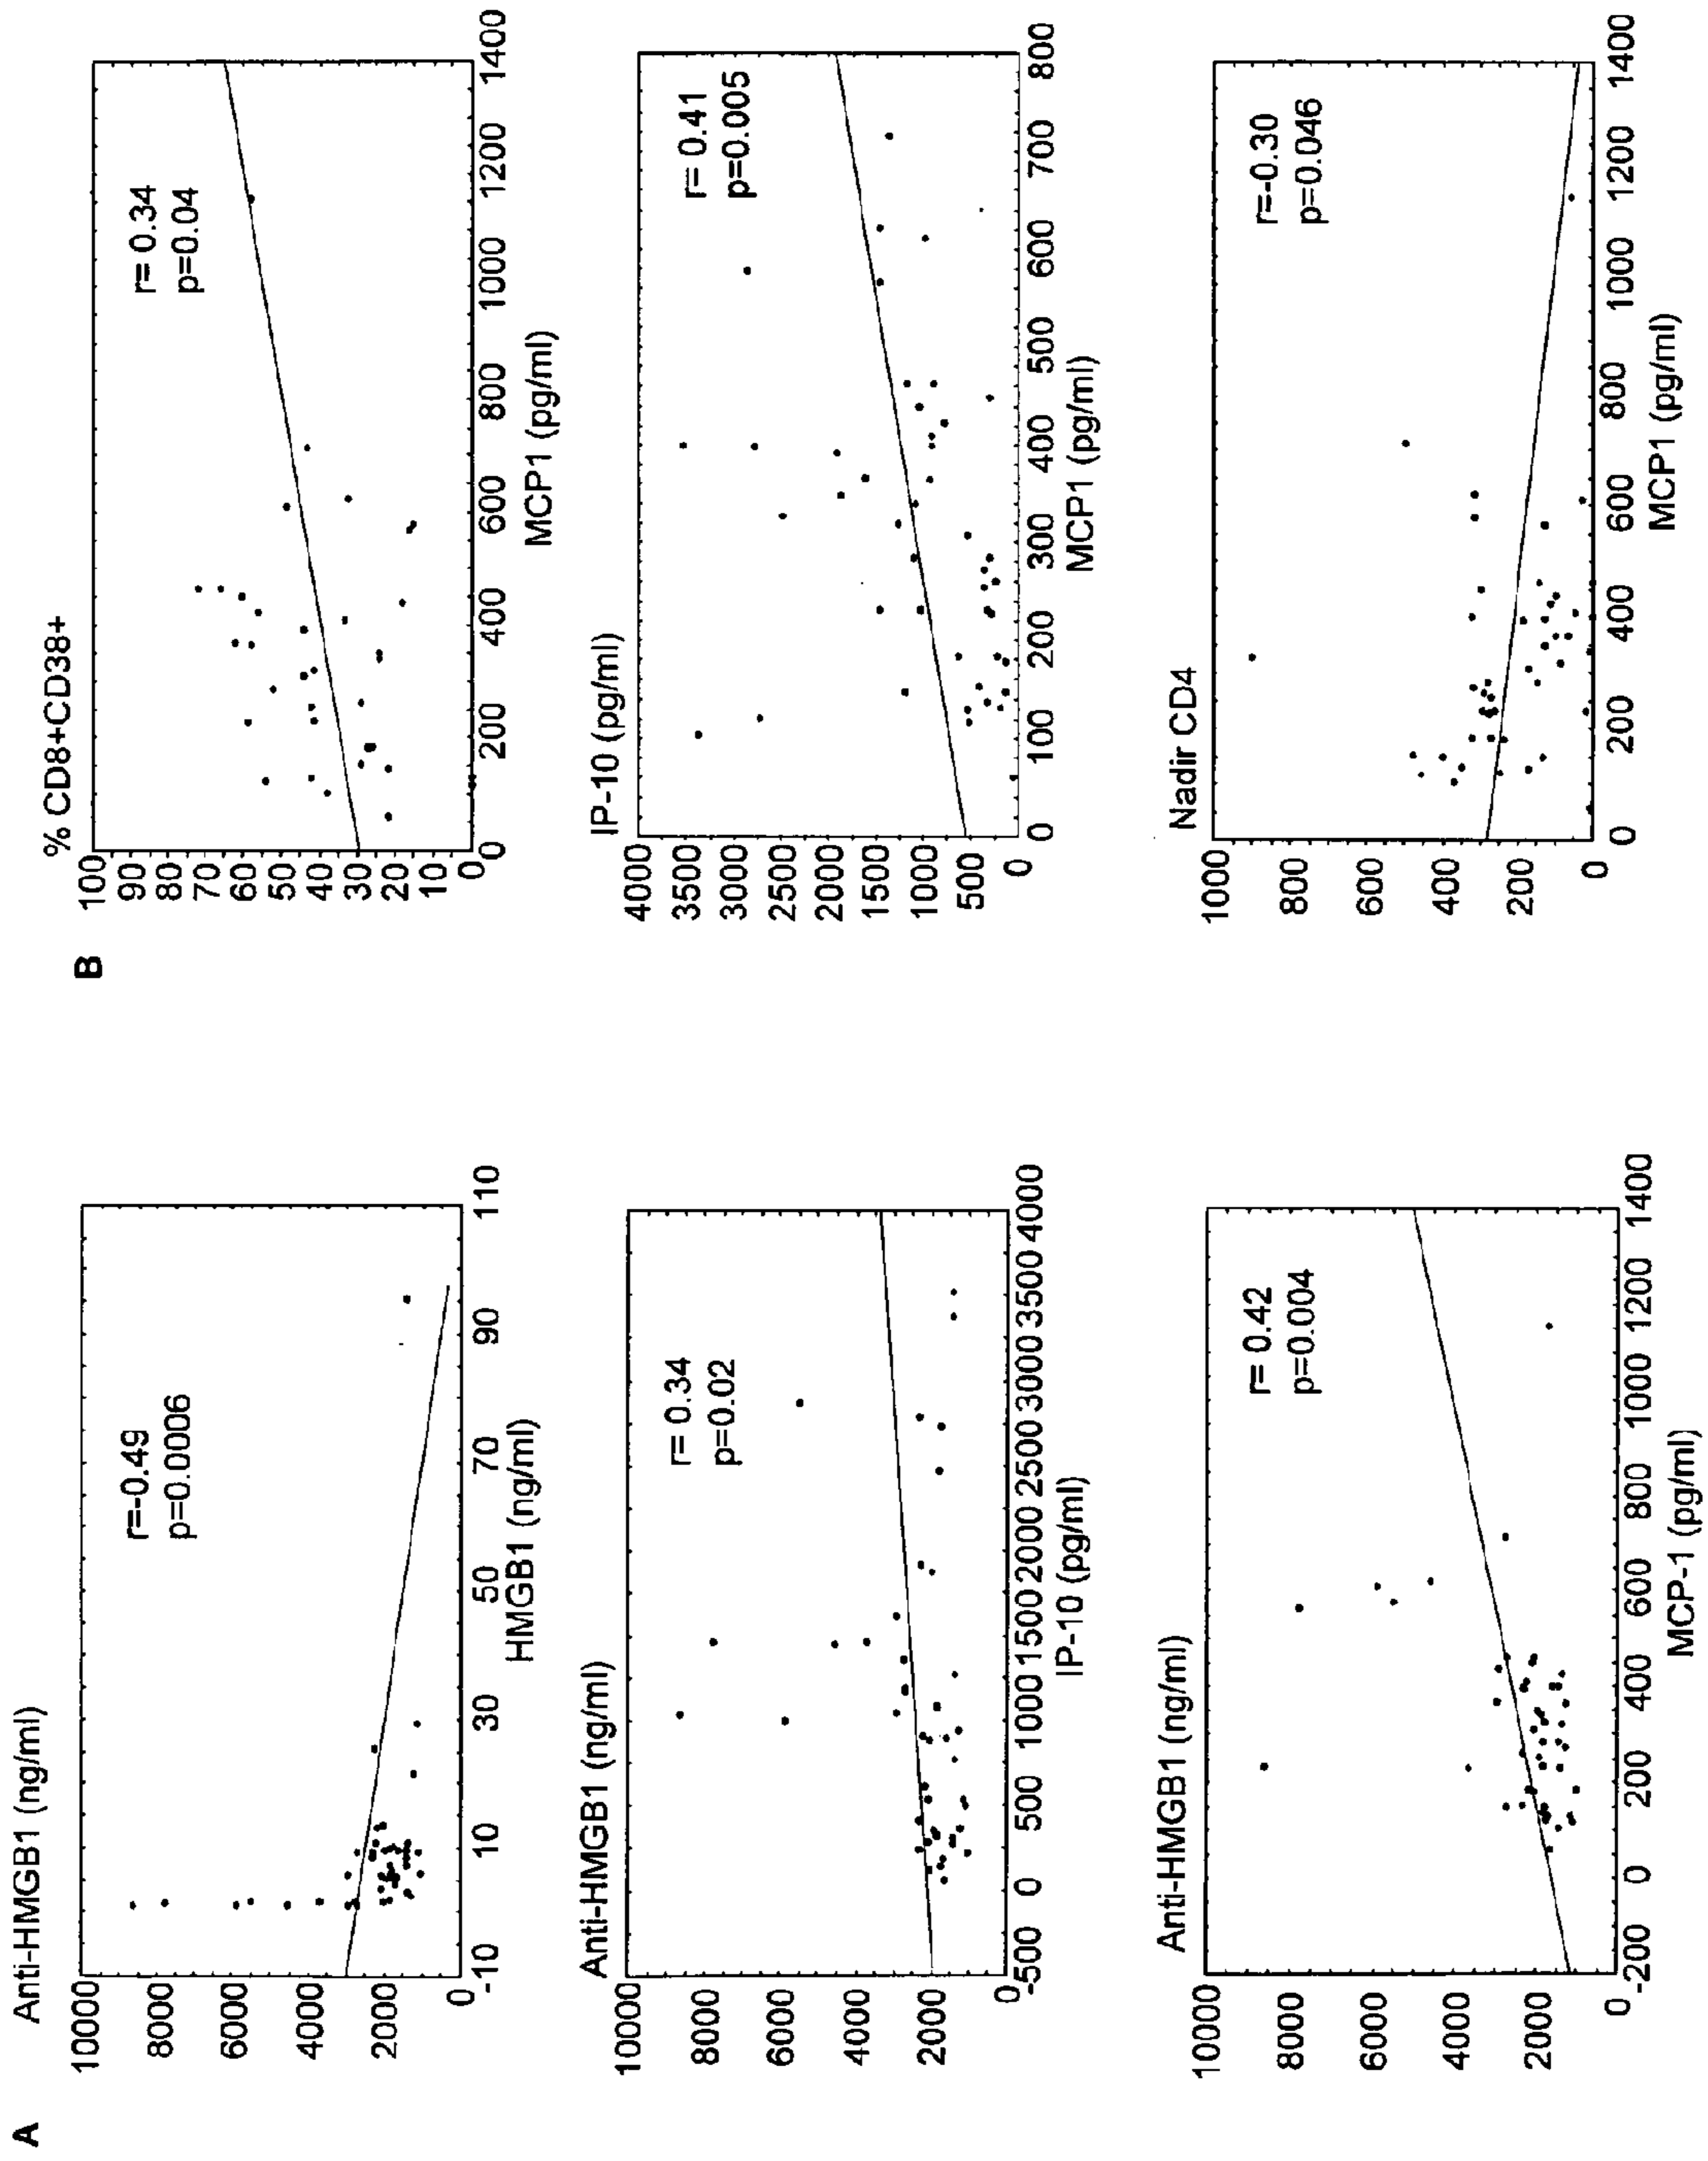 A
Anti-HMGB1 (ng/ml)
10000
8000
6000
4000
2000
0
r=-0.49
p=0.0006
-10 10 30 50 70 90 110
HMGB1 (ng/ml)
Anti-HMGB1 (ng/ml)
10000
8000
6000
4000
2000
0
r= 0.34
p=0.02
-500 0 500 1000 1500 2000 2500 3000 3500 4000
IP-10 (pg/ml)
Anti-HMGB1 (ng/ml)
10000
8000
6000
4000
2000
0
r= 0.42
p=0.004
-200 0 200 400 600 800 1000 1200 1400
MCP-1 (pg/ml)
B
% CD8+CD38+
100
90
80
70
60
50
40
30
20
10
0
r= 0.34
p=0.04
0 200 400 600 800 1000 1200 1400
MCP1 (pg/ml)
IP-10 (pg/ml)
4000
3500
3000
2500
2000
1500
1000
500
0
r= 0.41
p=0.005
0 100 200 300 400 500 600 700 800
MCP1 (pg/ml)
Nadir CD4
1000
800
600
400
200
0
r=-0.30
p=0.046
0 200 400 600 800 1000 1200 1400
MCP1 (pg/ml)